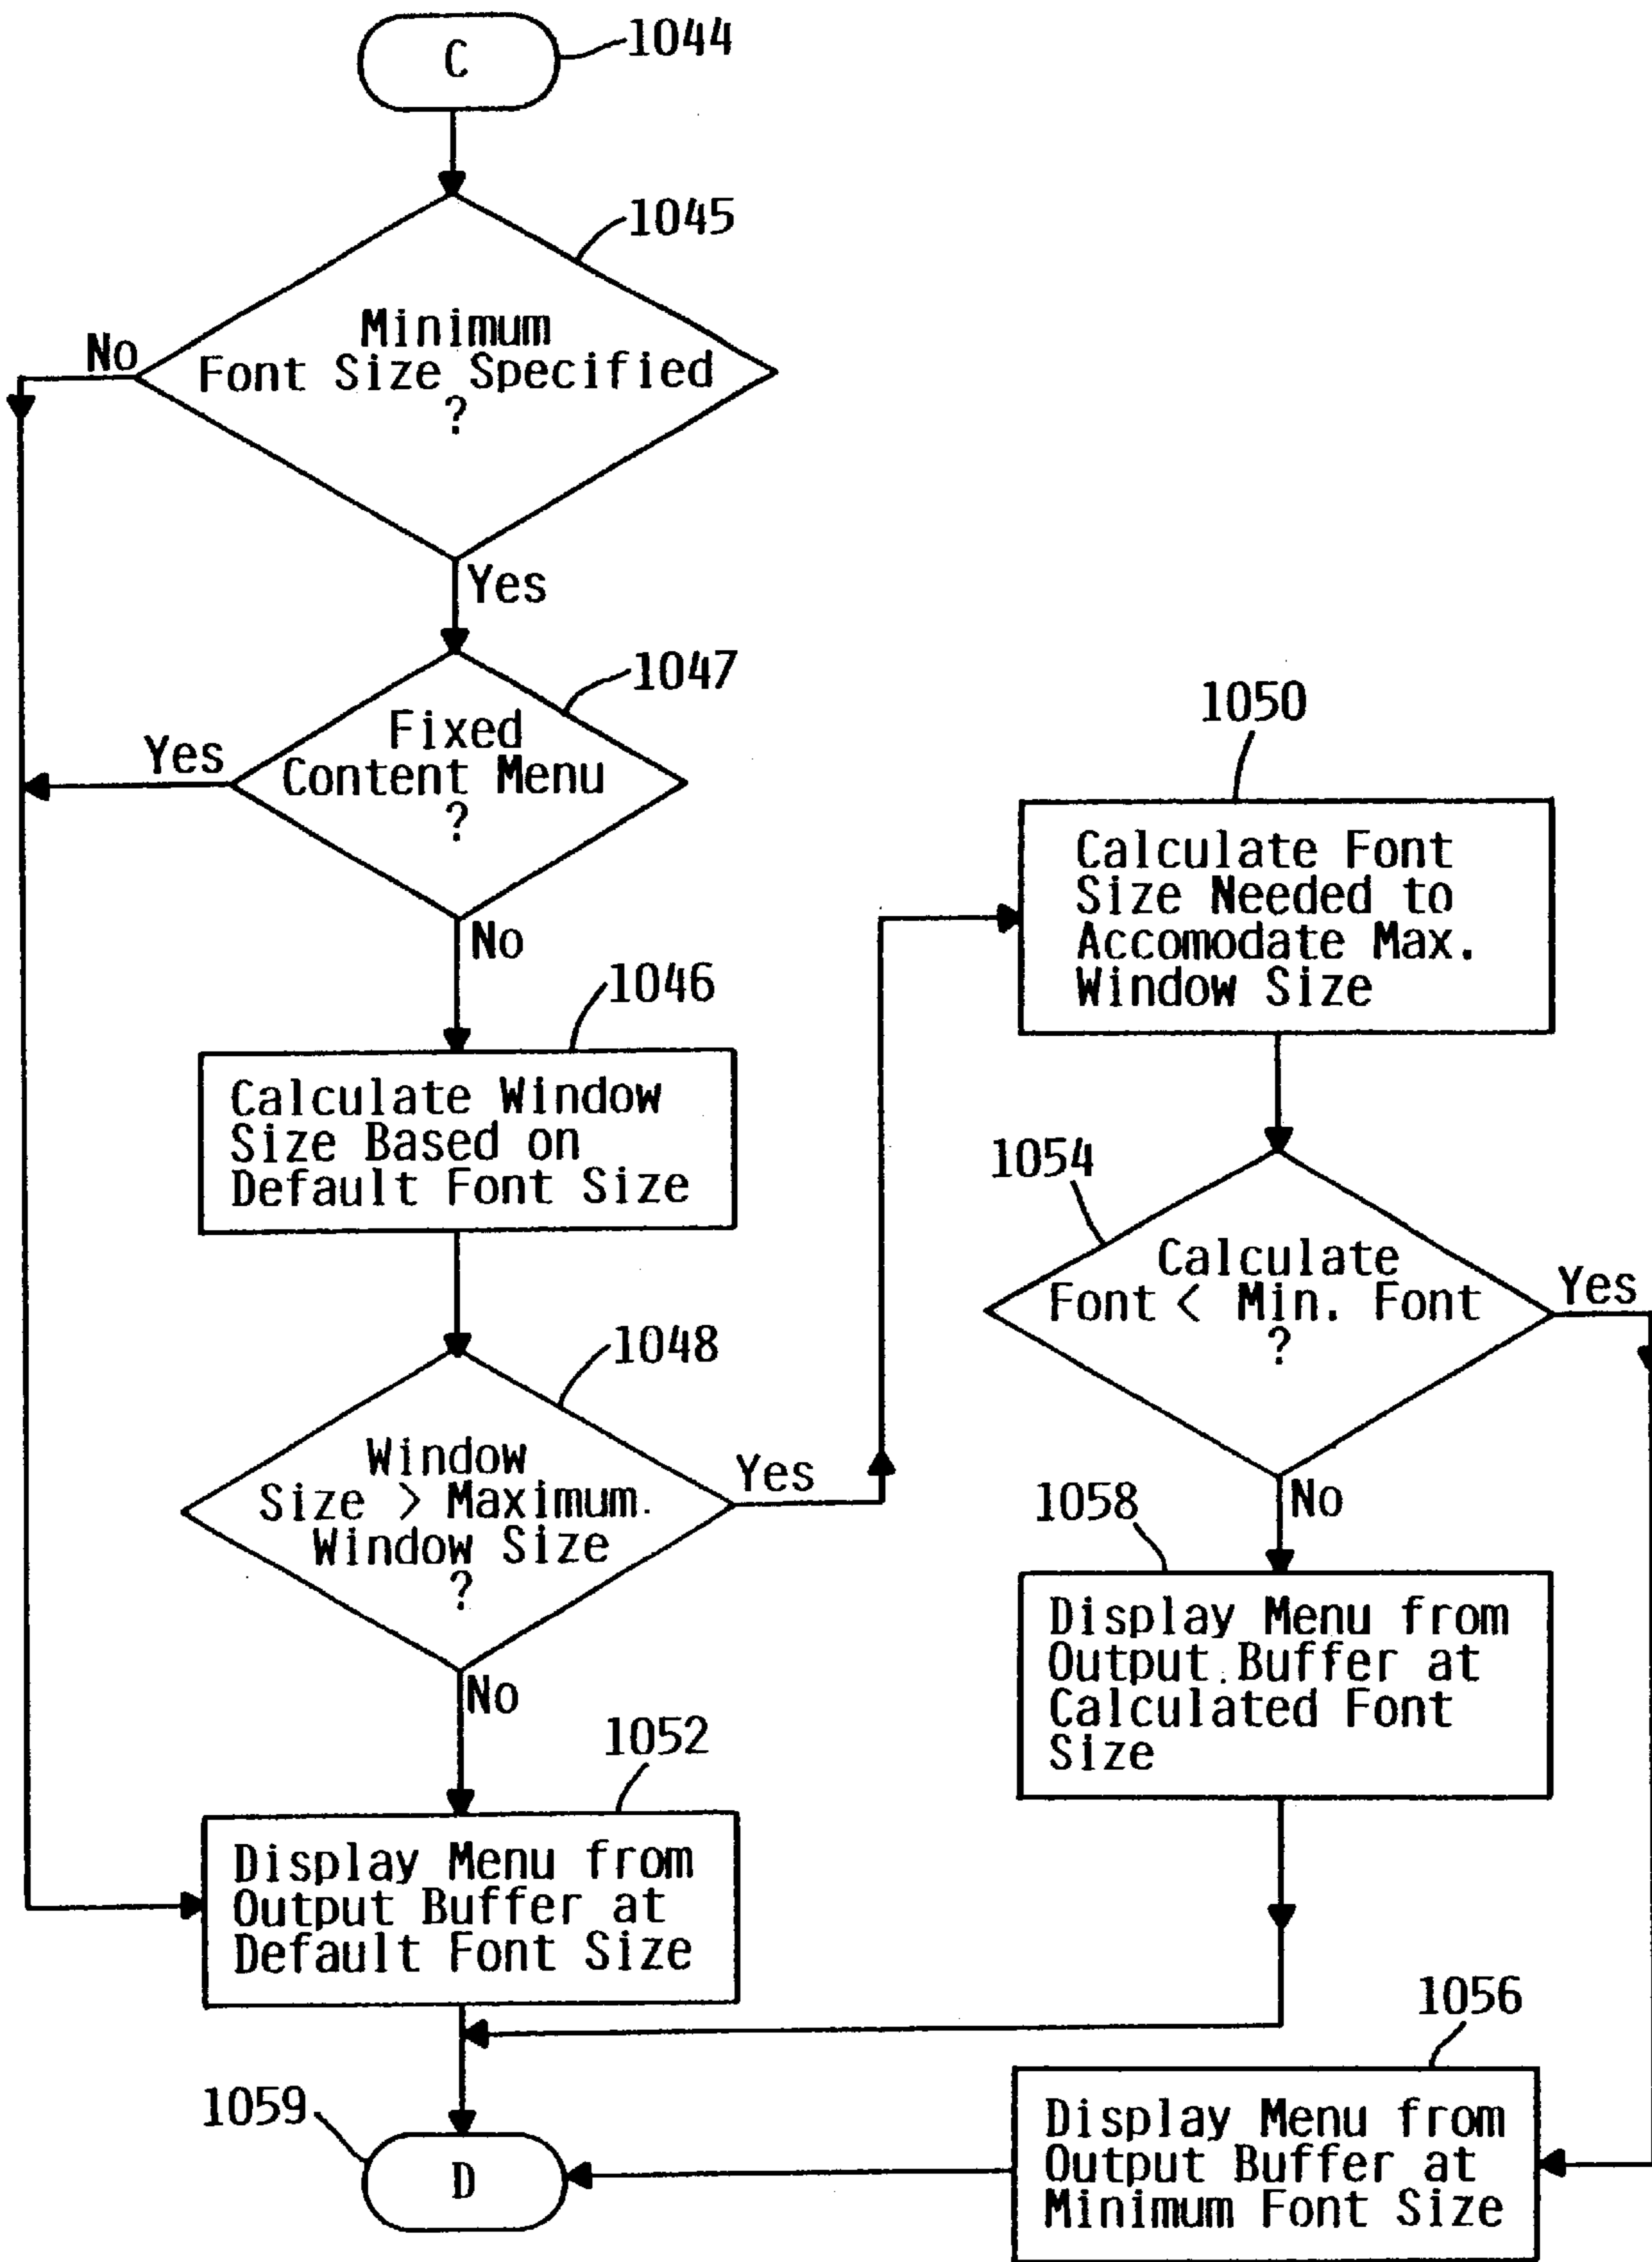 C
1044
1045
Minimum
Font Size Specified
?
No
Yes
1047
Fixed
Content Menu
?
Yes
No
1046
Calculate Window
Size Based on
Default Font Size
1048
Window
Size > Maximum
Window Size
?
Yes
No
1052
Display Menu from
Output Buffer at
Default Font Size
1050
Calculate Font
Size Needed to
Accomodate Max.
Window Size
1054
Calculate
Font < Min. Font
?
Yes
No
1058
Display Menu from
Output Buffer at
Calculated Font
Size
1056
Display Menu from
Output Buffer at
Minimum Font Size
1059
D